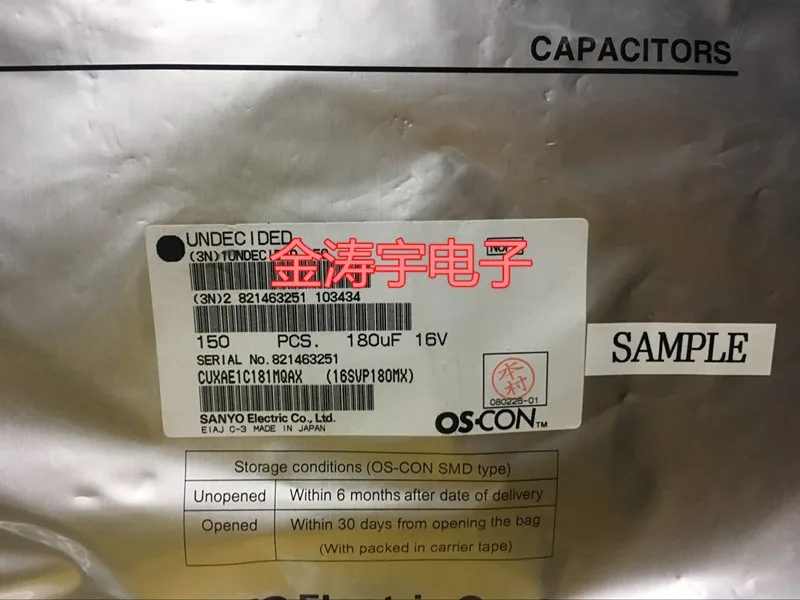 CAPACITORS
UNDECIDED
(3N)1UNDECIDED
金涛宇电子
(3N)2 821463251 103434
150 PCS. 180uF 16V
SERIAL No.821463251
CUXAE1C181MQAX (16SVP180MX)
SAMPLE
木村
080226-01
SANYO Electric Co., Ltd.
EIAJ C-3 MADE IN JAPAN
OS-CON TM
Storage conditions (OS-CON SMD type)
Unopened Within 6 months after date of delivery
Opened Within 30 days from opening the bag
(With packed in carrier tape)